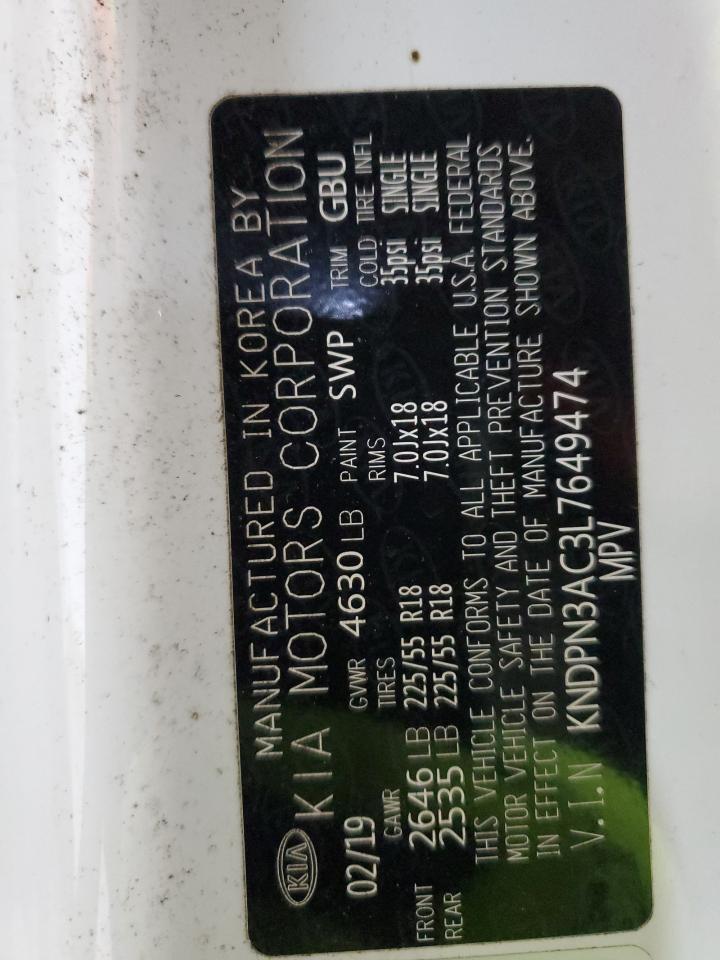 MANUFACTURED IN KOREA BY
KIA KIA MOTORS CORPORATION
02/19 GVWR 4630 LB PAINT SWP TRIM GBU
GAWR TIRES RIMS COLD TIRE INFL
FRONT 2646 LB 225/55 R18 7.0Jx18 35psi SINGLE
REAR 2535 LB 225/55 R18 7.0Jx18 35psi SINGLE
THIS VEHICLE CONFORMS TO ALL APPLICABLE U.S.A. FEDERAL
MOTOR VEHICLE SAFETY AND THEFT PREVENTION STANDARDS
IN EFFECT ON THE DATE OF MANUFACTURE SHOWN ABOVE.
V.I.N KNDPN3AC3L7649474
MPV